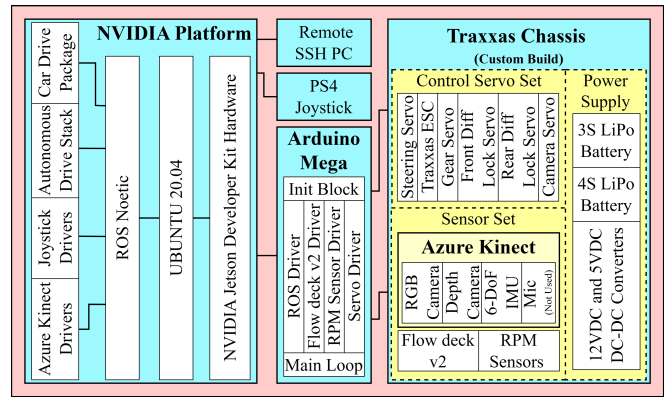 NVIDIA Platform
Car Drive
Package
Autonomous
Drive Stack
Joystick
Drivers
Azure Kinect
Drivers
ROS Noetic
UBUNTU 20.04
NVIDIA Jetson Developer Kit Hardware
Remote
SSH PC
PS4
Joystick
Arduino
Mega
Init Block
ROS Driver
Flow deck v2 Driver
RPM Sensor Driver
Servo Driver
Main Loop
Traxxas Chassis
(Custom Build)
Control Servo Set
Steering Servo
Traxxas ESC
Gear Servo
Front Diff
Lock Servo
Rear Diff
Lock Servo
Camera Servo
Sensor Set
Azure Kinect
RGB
Camera
Depth
Camera
6-DoF
IMU
Mic
(Not Used)
Flow deck
v2
RPM
Sensors
Power
Supply
3S LiPo
Battery
4S LiPo
Battery
12VDC and 5VDC
DC-DC Converters